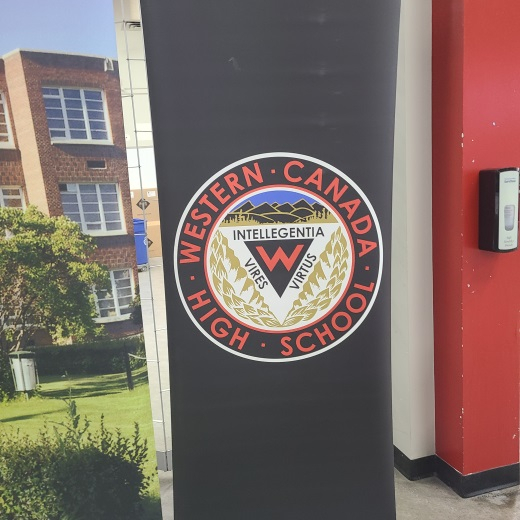 WESTERN · CANADA
· HIGH · SCHOOL ·
INTELLEGENTIA
W
VIRES
VIRTUS